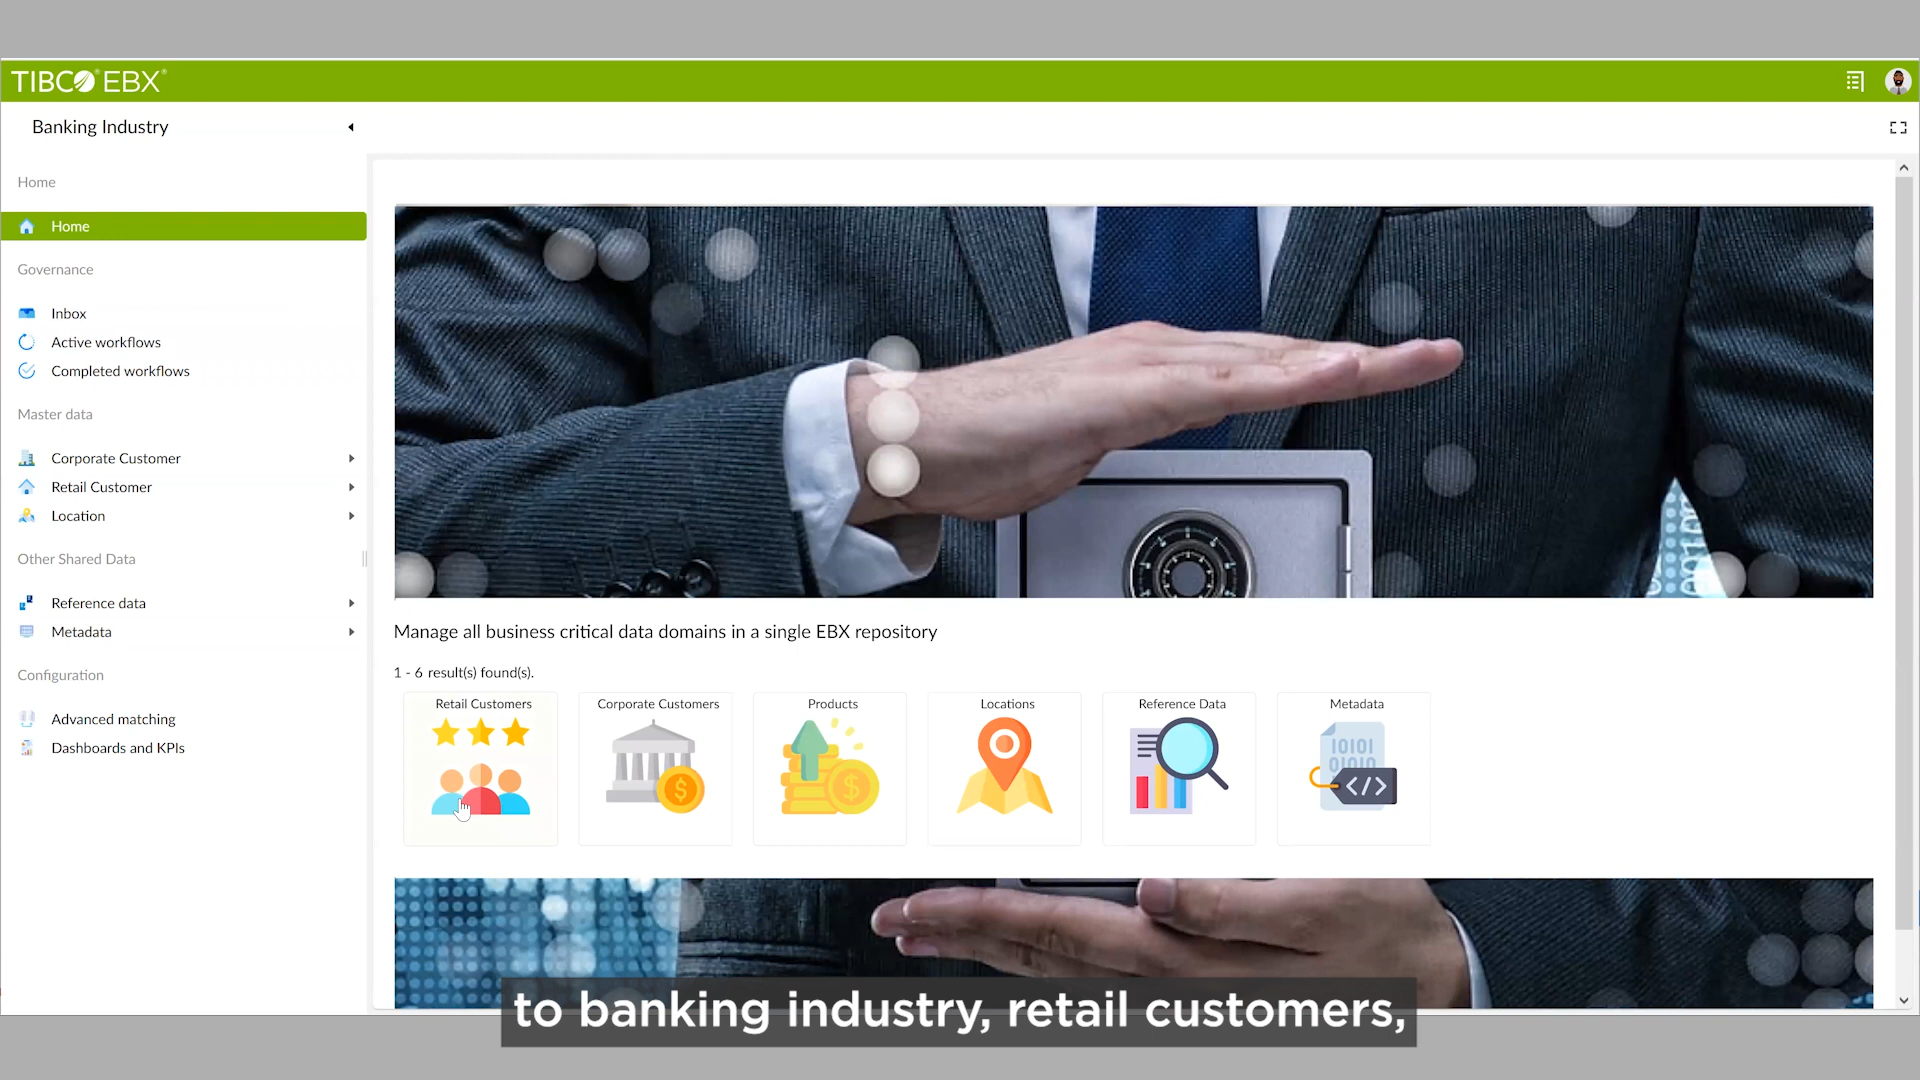 TIBCO® EBX®
Banking Industry
Home
Home
Governance
Inbox
Active workflows
Completed workflows
Master data
Corporate Customer
Retail Customer
Location
Other Shared Data
Reference data
Metadata
Configuration
Advanced matching
Dashboards and KPIs
Manage all business critical data domains in a single EBX repository
1 - 6 result(s) found(s).
Retail Customers
Corporate Customers
Products
Locations
Reference Data
Metadata
to banking industry, retail customers,